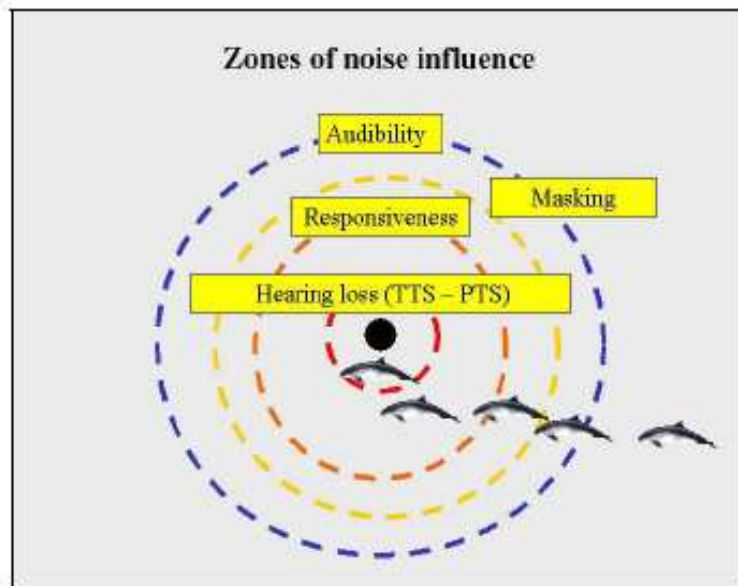 Zones of noise influence
Audibility
Masking
Responsiveness
Hearing loss (TTS – PTS)